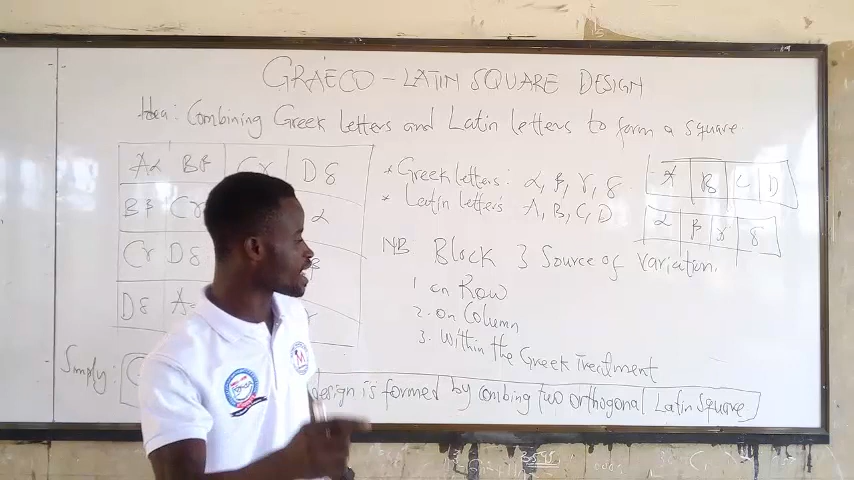 GRAECO - LATIN SQUARE DESIGN
Idea: Combining Greek letters and Latin letters to form a square.
Aα Bβ Cγ Dδ
Bβ Cγ α
Cγ Dδ β
Dδ A
* Greek letters: α, β, γ, δ
* Latin letters A, B, C, D
A B C D
α β γ δ
NB Block 3 Source of variation.
1 on Row
2. on Column
3. Within the Greek Treatment
Simply:
design is formed by combing two orthogonal Latin Square
M